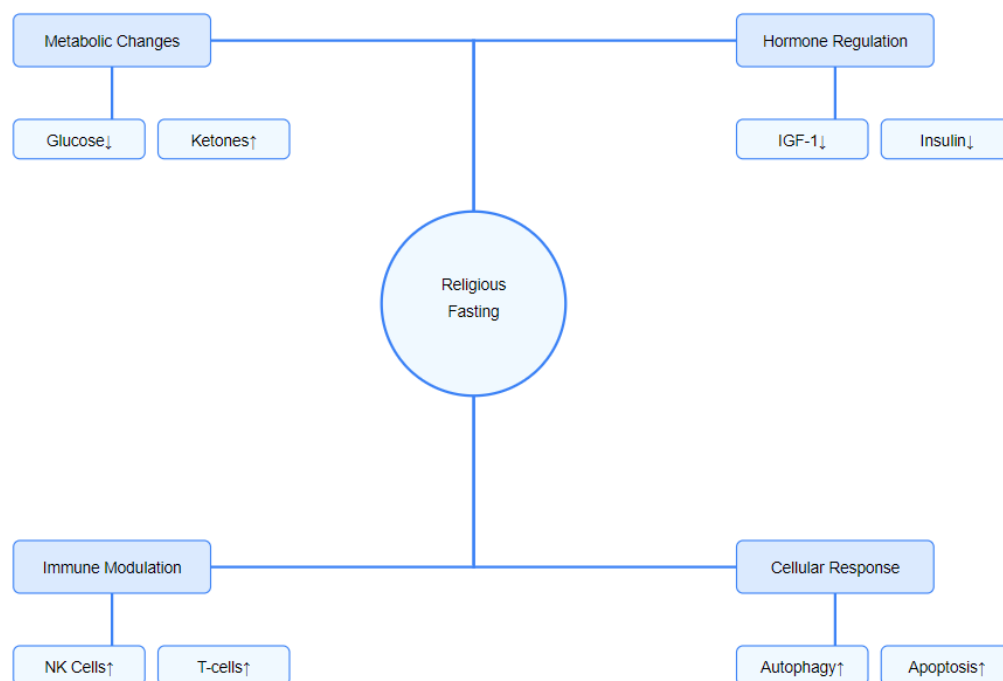 Metabolic Changes
Hormone Regulation
Glucose↓
Ketones↑
IGF-1↓
Insulin↓
Religious
Fasting
Immune Modulation
Cellular Response
NK Cells↑
T-cells↑
Autophagy↑
Apoptosis↑